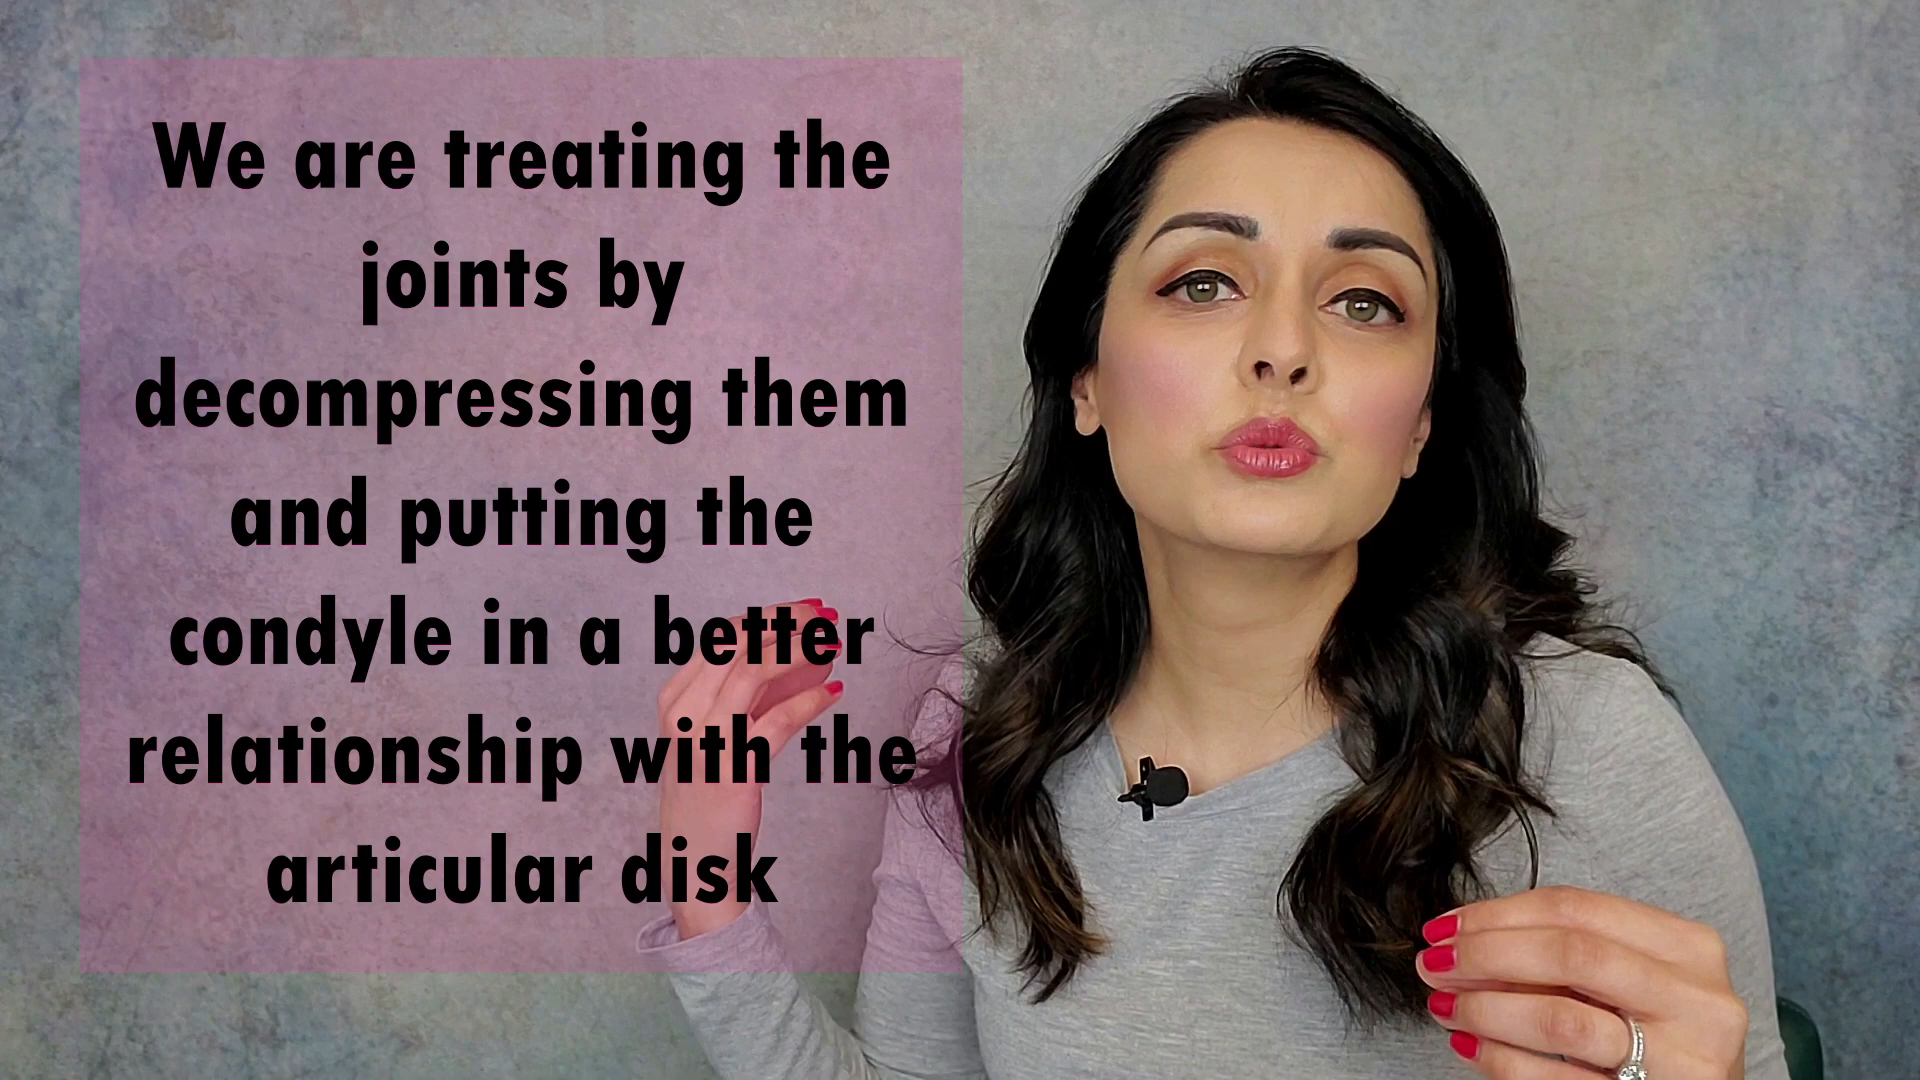 We are treating the
joints by
decompressing them
and putting the
condyle in a better
relationship with the
articular disk